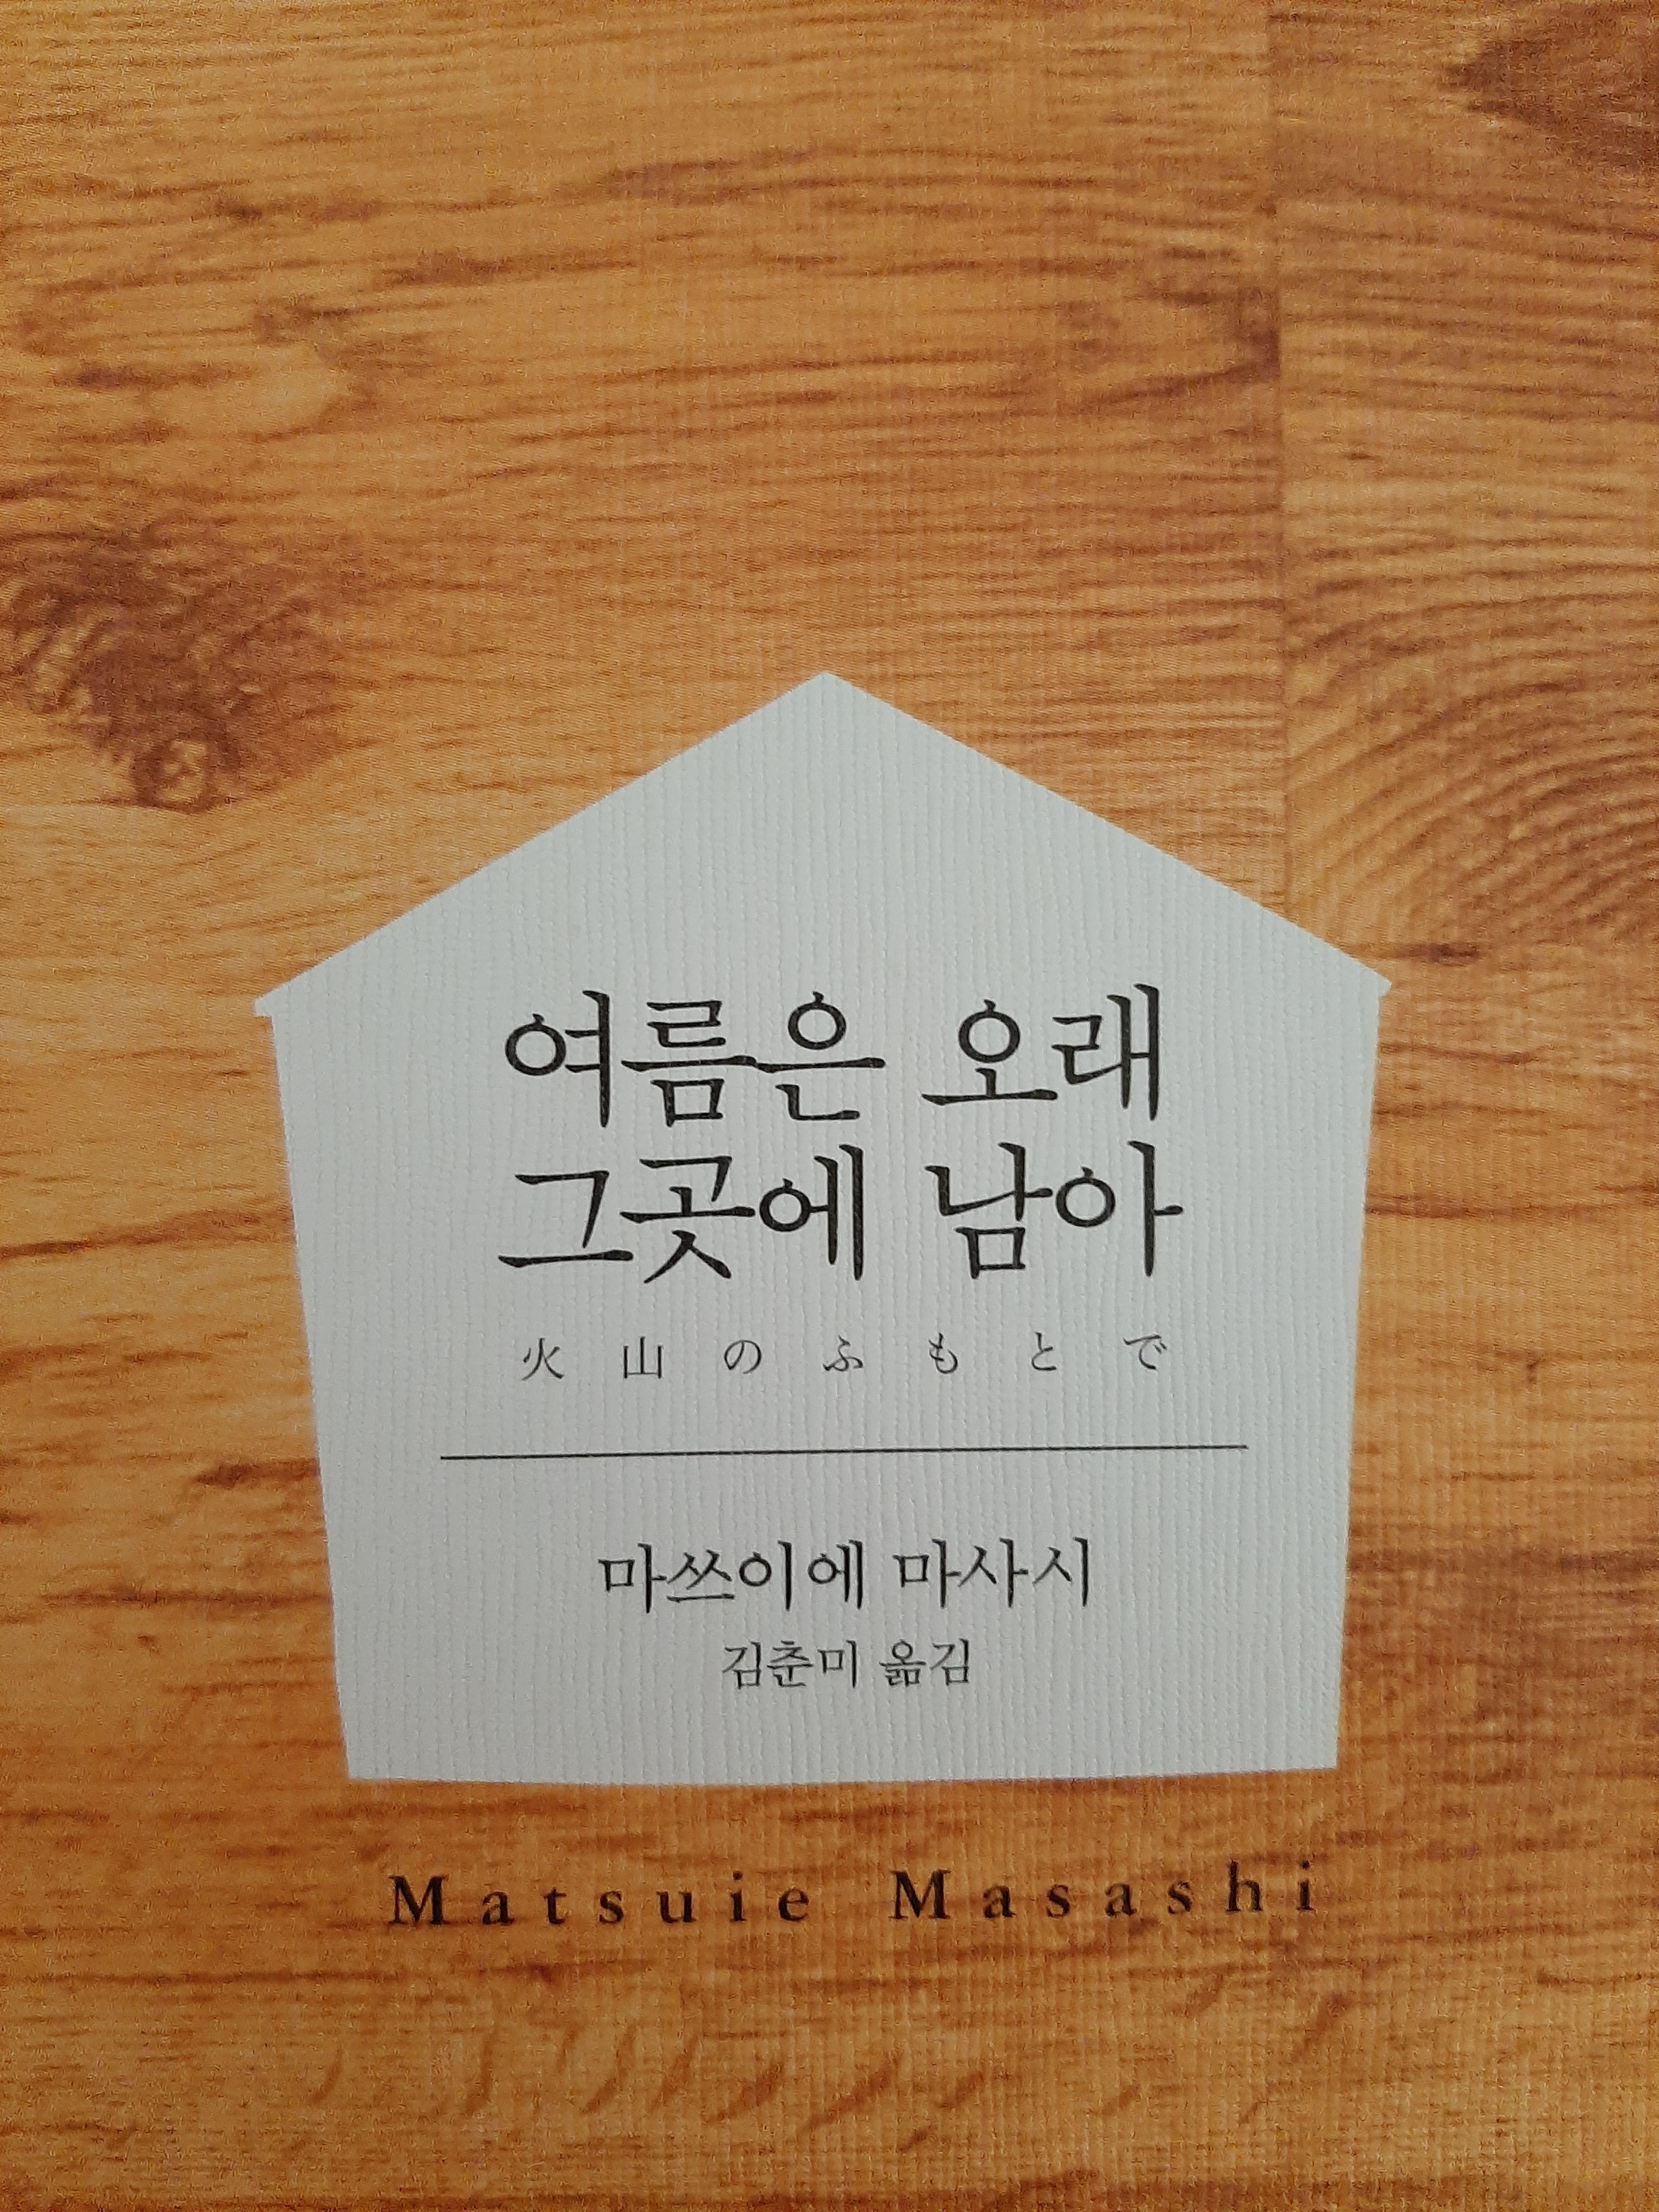 여름은 오래
그곳에 남아
火山のふもとで
마쓰이에 마사시
김춘미 옮김
Matsuie Masashi